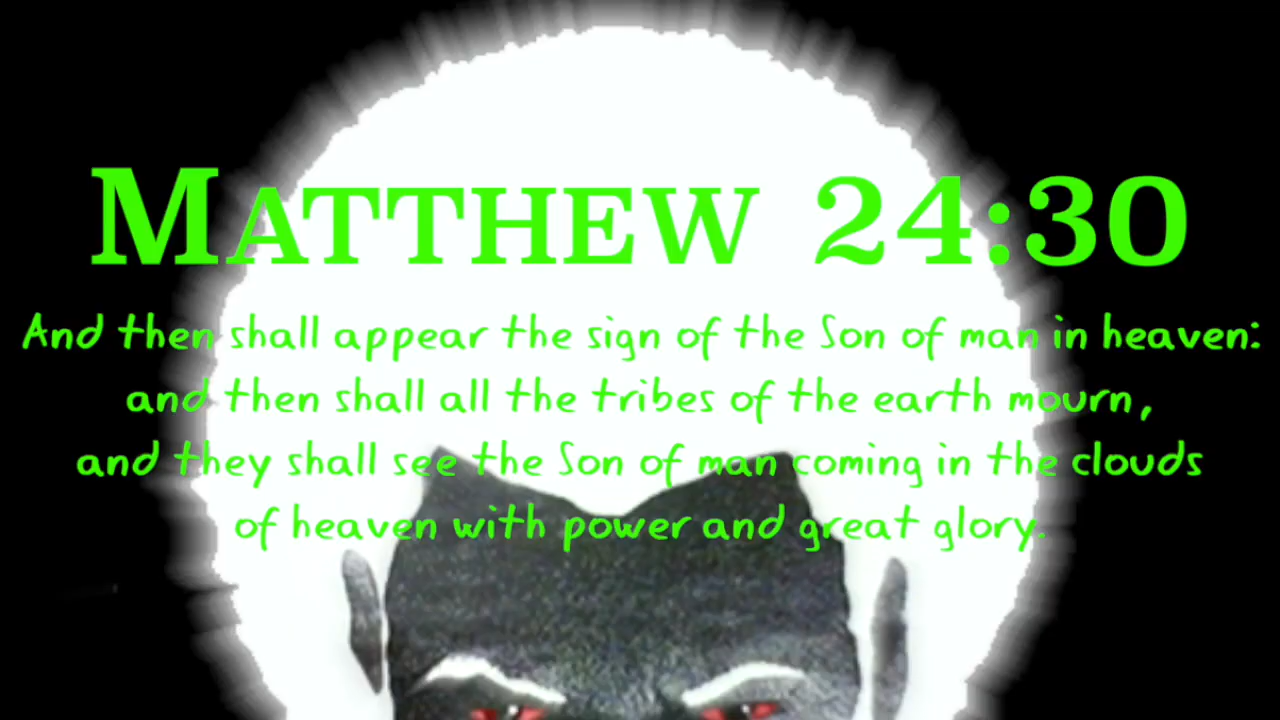 MATTHEW 24:30
And then shall appear the sign of the Son of man in heaven:
and then shall all the tribes of the earth mourn,
and they shall see the Son of man coming in the clouds
of heaven with power and great glory.